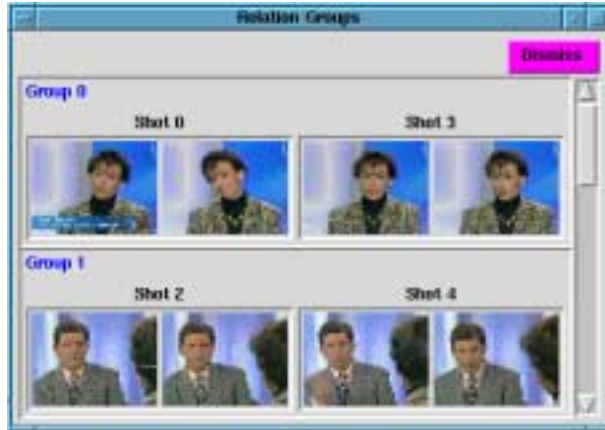 Relation Groups
Dismiss
Group 0
Shot 0
Shot 3
Group 1
Shot 2
Shot 4